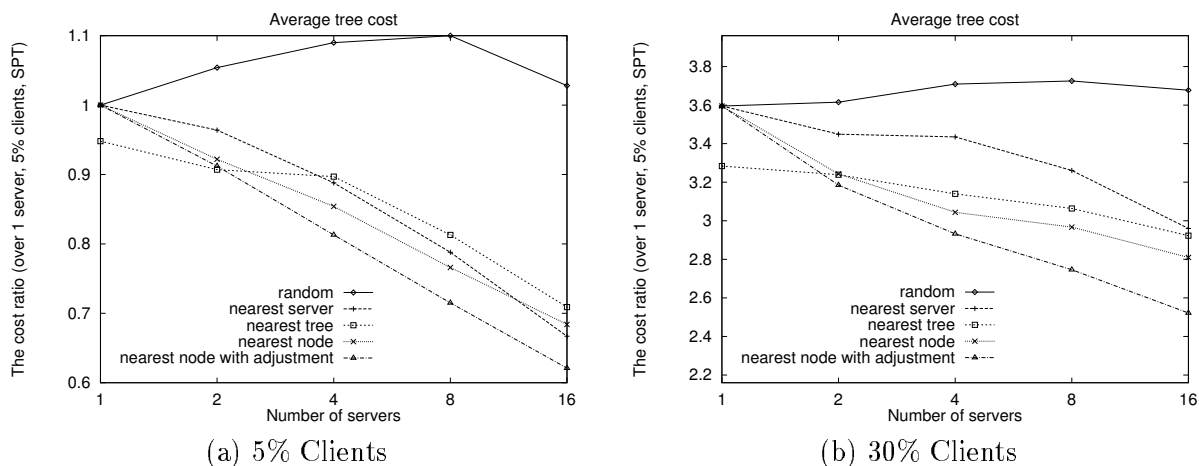 Average tree cost
The cost ratio (over 1 server, 5% clients, SPT)
1.1
1
0.9
0.8
0.7
0.6
random
nearest server
nearest tree
nearest node
nearest node with adjustment
1 2 4 8 16
Number of servers
(a) 5% Clients
Average tree cost
The cost ratio (over 1 server, 5% clients, SPT)
3.8
3.6
3.4
3.2
3
2.8
2.6
2.4
2.2
random
nearest server
nearest tree
nearest node
nearest node with adjustment
1 2 4 8 16
Number of servers
(b) 30% Clients